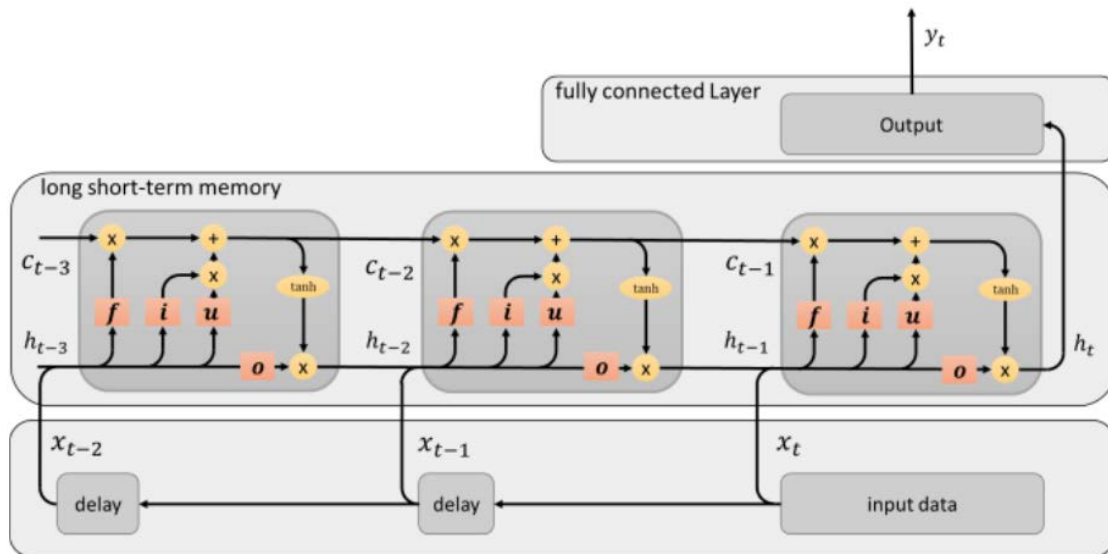 y_t
fully connected Layer
Output
long short-term memory
x + x + x +
c_{t-3} x c_{t-2} x c_{t-1} x
tanh tanh tanh
f i u f i u f i u
h_{t-3} h_{t-2} h_{t-1} h_t
o x o x o x
x_{t-2} x_{t-1} x_t
delay delay input data